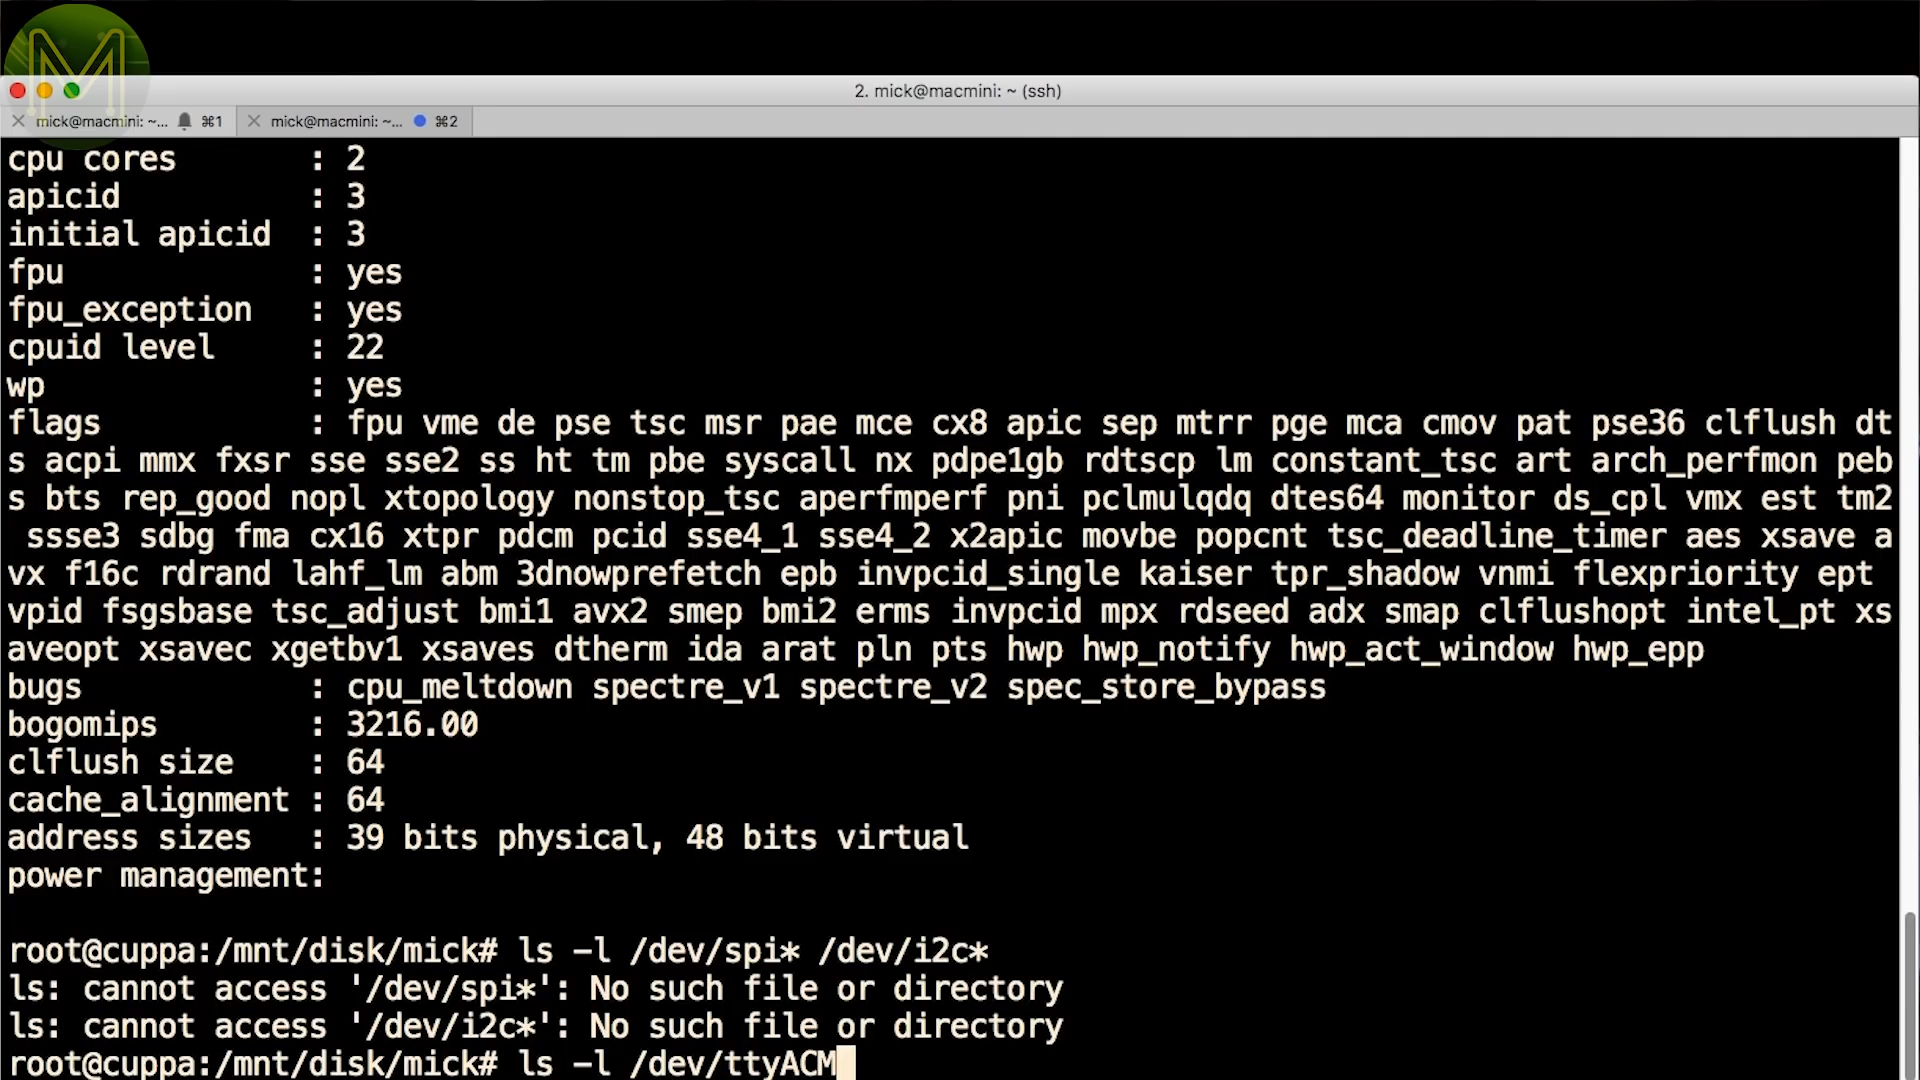 M
2. mick@macmini: ~ (ssh)
mick@macmini: ~... ⌘1 mick@macmini: ~... ⌘2
cpu cores : 2
apicid : 3
initial apicid : 3
fpu : yes
fpu_exception : yes
cpuid level : 22
wp : yes
flags : fpu vme de pse tsc msr pae mce cx8 apic sep mtrr pge mca cmov pat pse36 clflush dt
s acpi mmx fxsr sse sse2 ss ht tm pbe syscall nx pdpe1gb rdtscp lm constant_tsc art arch_perfmon peb
s bts rep_good nopl xtopology nonstop_tsc aperfmperf pni pclmulqdq dtes64 monitor ds_cpl vmx est tm2
ssse3 sdbg fma cx16 xtpr pdcm pcid sse4_1 sse4_2 x2apic movbe popcnt tsc_deadline_timer aes xsave a
vx f16c rdrand lahf_lm abm 3dnowprefetch epb invpcid_single kaiser tpr_shadow vnmi flexpriority ept
vpid fsgsbase tsc_adjust bmi1 avx2 smep bmi2 erms invpcid mpx rdseed adx smap clflushopt intel_pt xs
aveopt xsavec xgetbv1 xsaves dtherm ida arat pln pts hwp hwp_notify hwp_act_window hwp_epp
bugs : cpu_meltdown spectre_v1 spectre_v2 spec_store_bypass
bogomips : 3216.00
clflush size : 64
cache_alignment : 64
address sizes : 39 bits physical, 48 bits virtual
power management:
root@cuppa:/mnt/disk/mick# ls -l /dev/spi* /dev/i2c*
ls: cannot access '/dev/spi*': No such file or directory
ls: cannot access '/dev/i2c*': No such file or directory
root@cuppa:/mnt/disk/mick# ls -l /dev/ttyACM